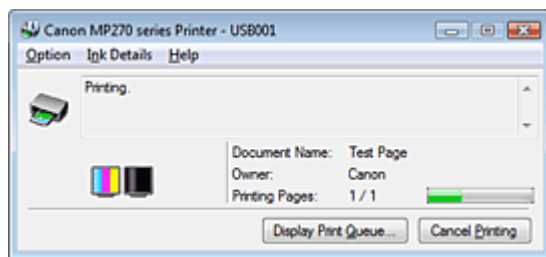 Canon MP270 series Printer - USB001
Option Ink Details Help
Printing.
Document Name: Test Page
Owner: Canon
Printing Pages: 1 / 1
Display Print Queue... Cancel Printing